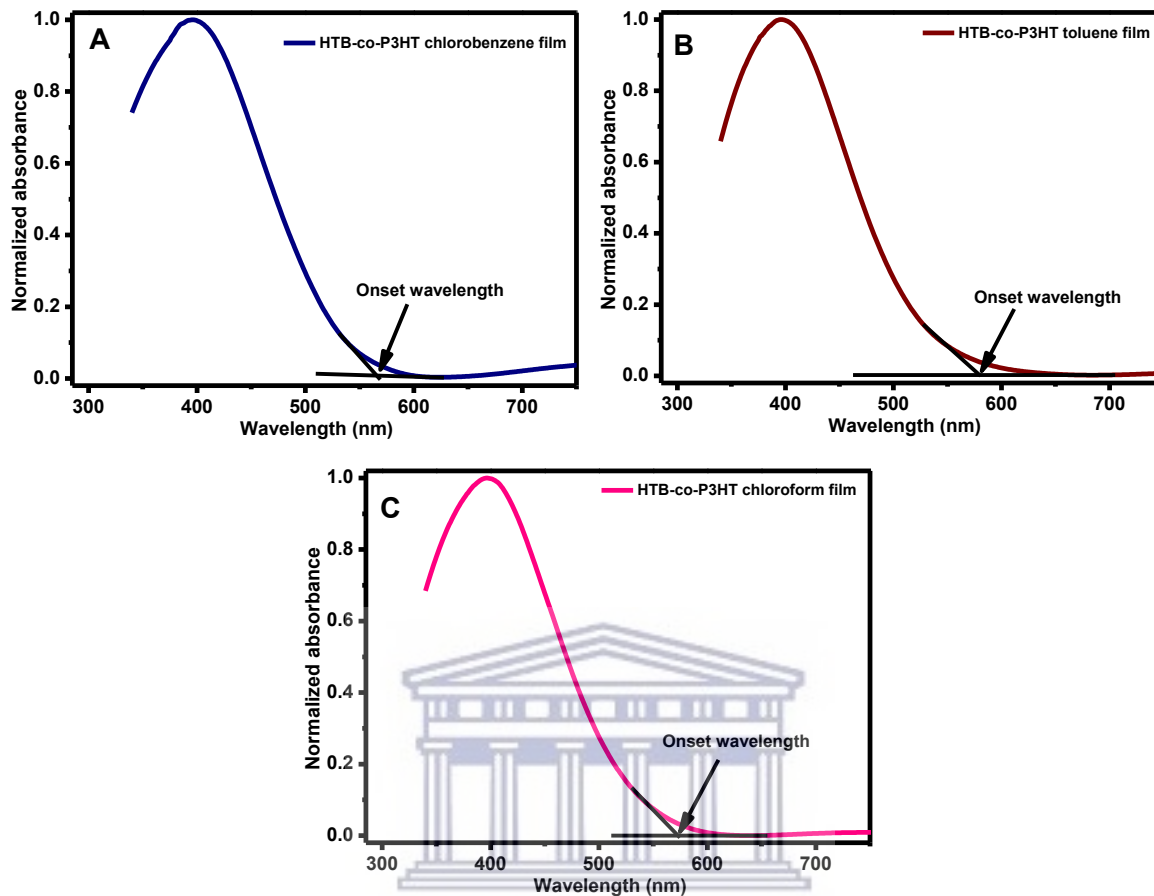 A
HTB-co-P3HT chlorobenzene film
Normalized absorbance
1.0
0.8
0.6
0.4
0.2
0.0
Onset wavelength
300 400 500 600 700
Wavelength (nm)
B
HTB-co-P3HT toluene film
Normalized absorbance
1.0
0.8
0.6
0.4
0.2
0.0
Onset wavelength
300 400 500 600 700
Wavelength (nm)
C
HTB-co-P3HT chloroform film
Normalized absorbance
1.0
0.8
0.6
0.4
0.2
0.0
Onset wavelength
300 400 500 600 700
Wavelength (nm)